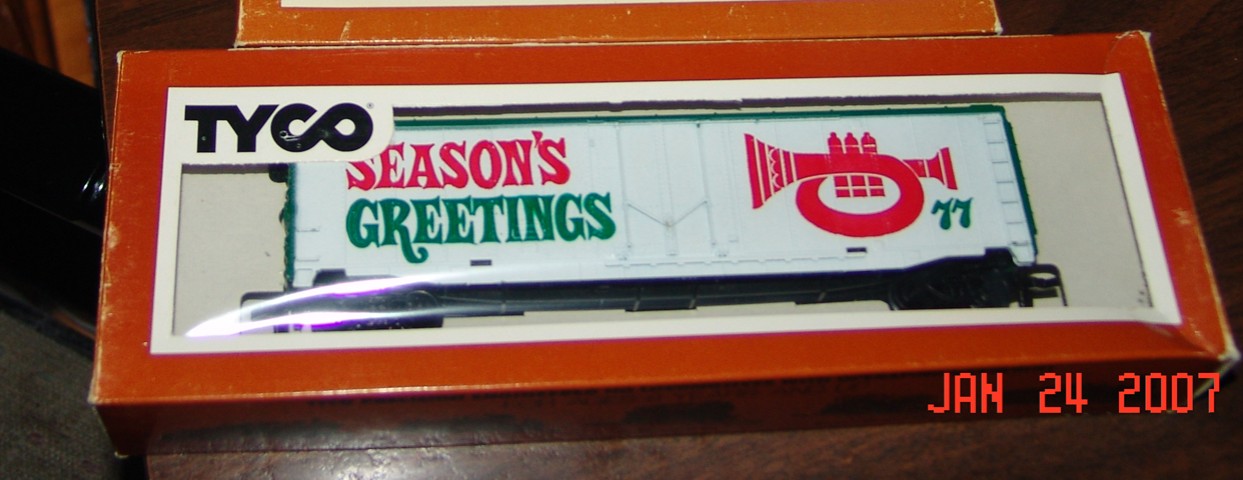 TYCO
SEASON'S
GREETINGS
77
JAN 24 2007